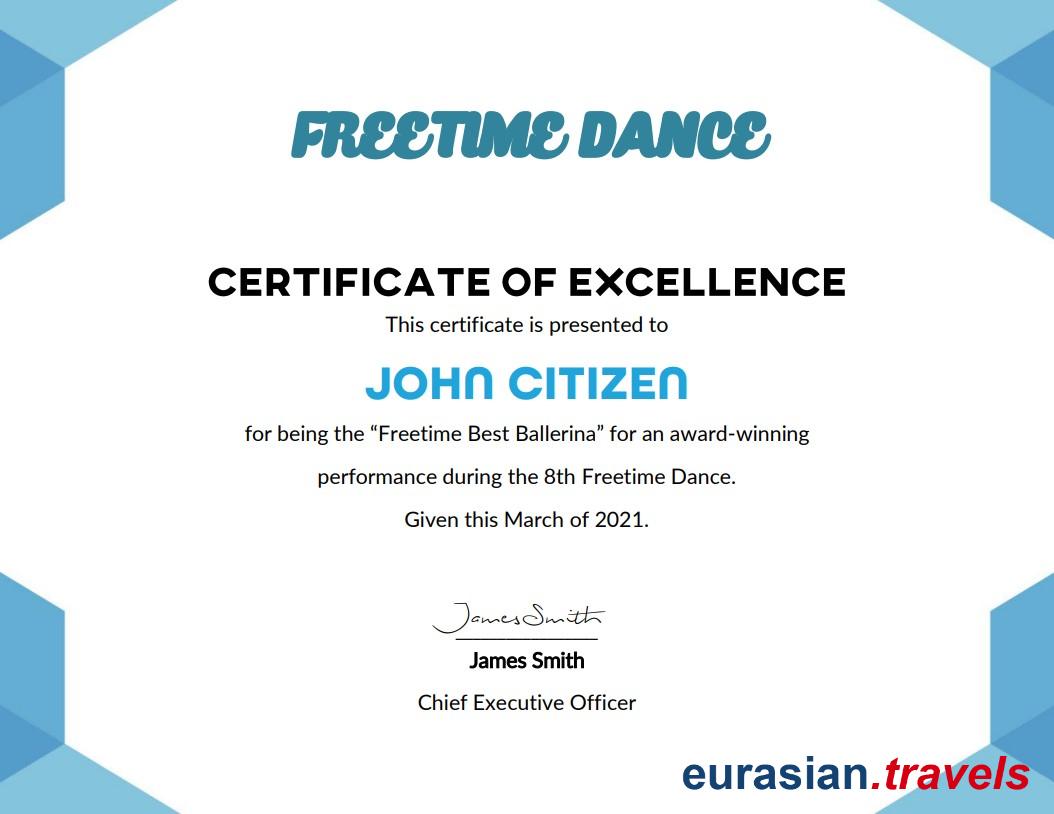 FREETIME DANCE
CERTIFICATE OF EXCELLENCE
This certificate is presented to
JOHN CITIZEN
for being the “Freetime Best Ballerina” for an award-winning
performance during the 8th Freetime Dance.
Given this March of 2021.
James Smith
James Smith
Chief Executive Officer
eurasian.travels